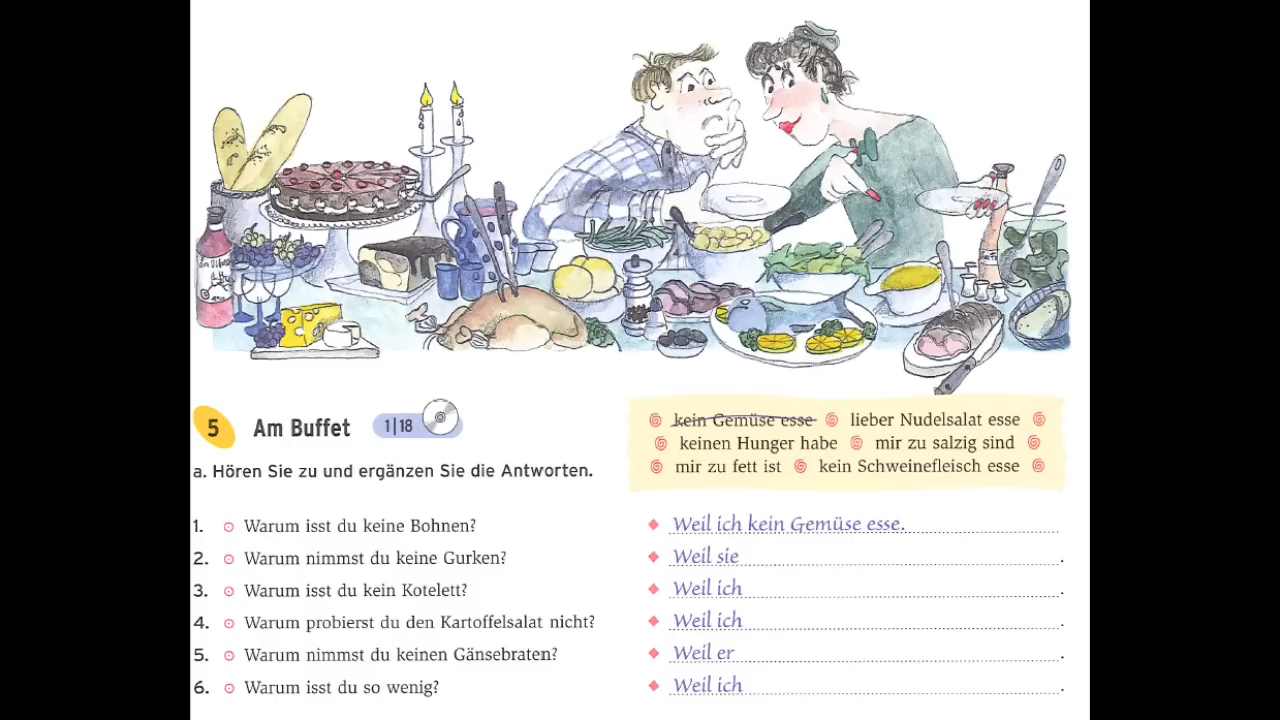 5 Am Buffet 1|18
a. Hören Sie zu und ergänzen Sie die Antworten.
kein Gemüse esse lieber Nudelsalat esse
keinen Hunger habe mir zu salzig sind
mir zu fett ist kein Schweinefleisch esse
1. Warum isst du keine Bohnen? Weil ich kein Gemüse esse.
2. Warum nimmst du keine Gurken? Weil sie .
3. Warum isst du kein Kotelett? Weil ich .
4. Warum probierst du den Kartoffelsalat nicht? Weil ich .
5. Warum nimmst du keinen Gänsebraten? Weil er .
6. Warum isst du so wenig? Weil ich .